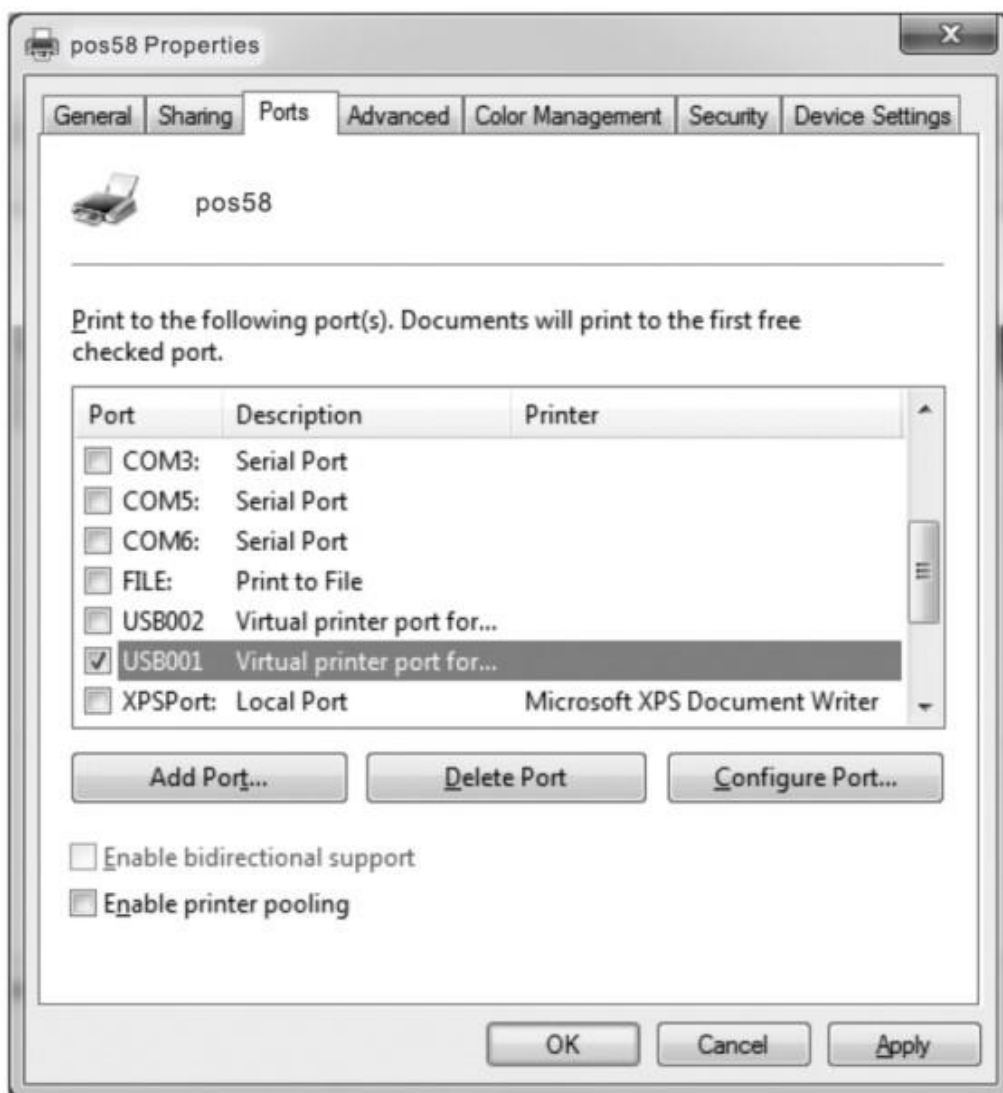 pos58 Properties
General Sharing Ports Advanced Color Management Security Device Settings
pos58
Print to the following port(s). Documents will print to the first free
checked port.
Port Description Printer
COM3: Serial Port
COM5: Serial Port
COM6: Serial Port
FILE: Print to File
USB002 Virtual printer port for...
USB001 Virtual printer port for...
XPSPort: Local Port Microsoft XPS Document Writer
Add Port... Delete Port Configure Port...
Enable bidirectional support
Enable printer pooling
OK Cancel Apply